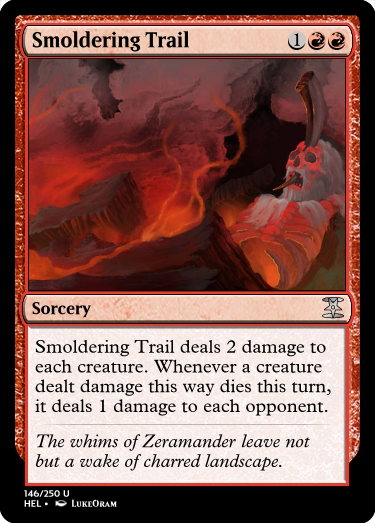 Smoldering Trail 1
Sorcery
Smoldering Trail deals 2 damage to
each creature. Whenever a creature
dealt damage this way dies this turn,
it deals 1 damage to each opponent.
The whims of Zeramander leave not
but a wake of charred landscape.
146/250 U
HEL • LukeOram